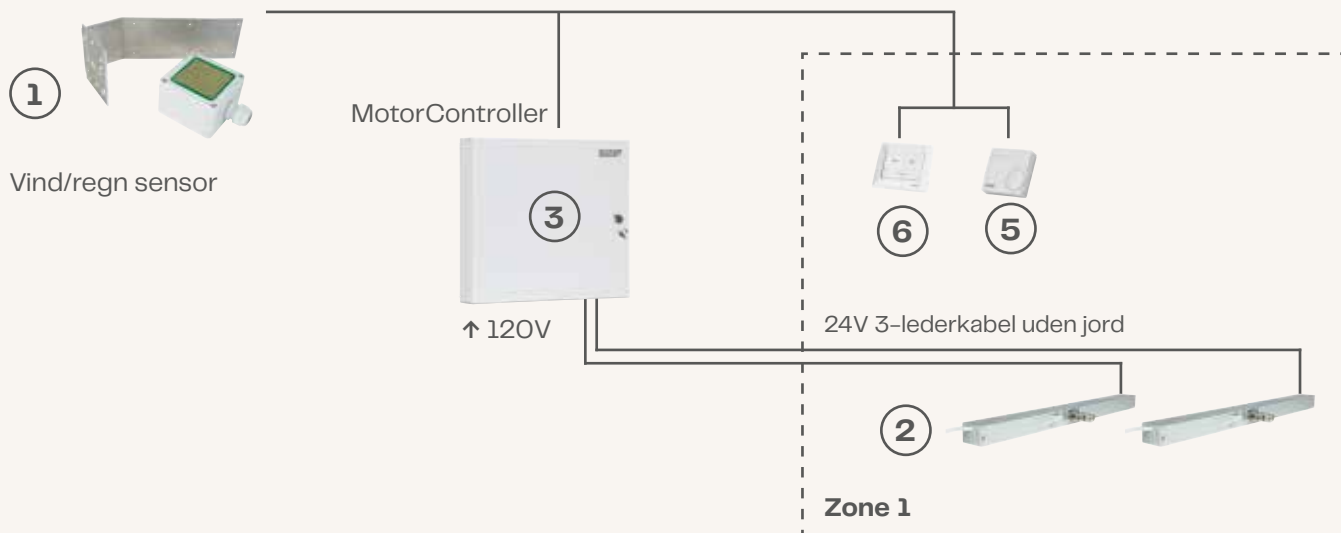 1
Vind/regn sensor
MotorController
3
↑ 120V
6
5
24V 3-lederkabel uden jord
2
Zone 1